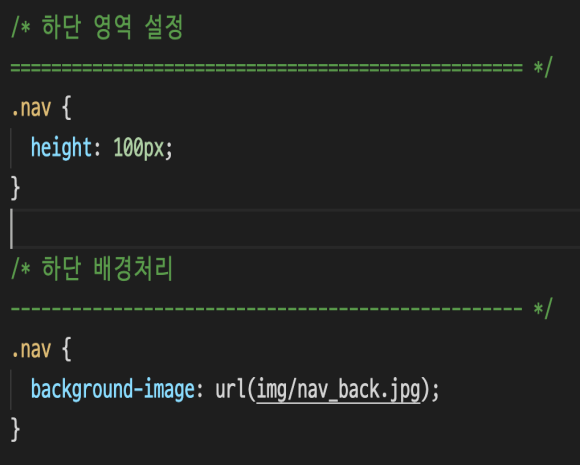 /* 하단 영역 설정
================================================== */
.nav {
height: 100px;
}
/* 하단 배경처리
-------------------------------------------------- */
.nav {
background-image: url(img/nav_back.jpg);
}